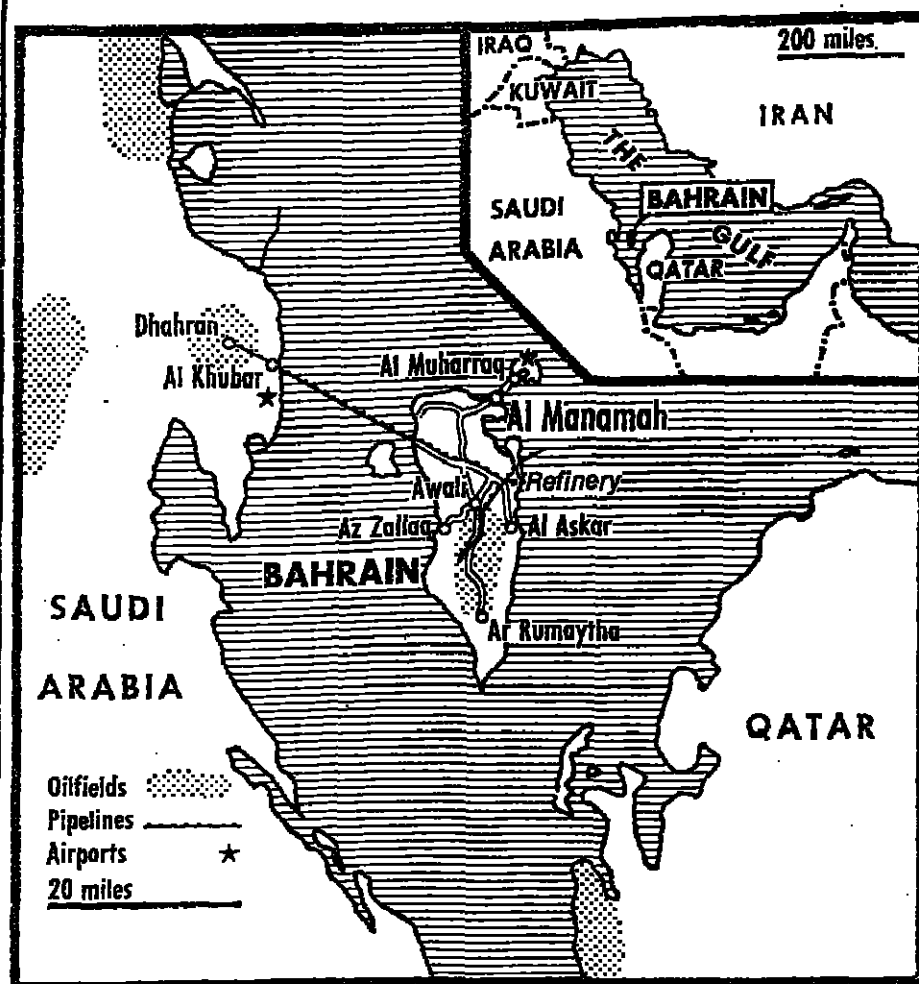 IRAQ
200 miles
KUWAIT
IRAN
THE
SAUDI
ARABIA
BAHRAIN
GULF
QATAR
Dhahran
Al Khubar
Al Muharraq
Al Manamah
Awali
Refinery
Az Zallaq
Al Askar
BAHRAIN
Ar Rumaytha
SAUDI
ARABIA
QATAR
Oilfields
Pipelines
Airports
20 miles